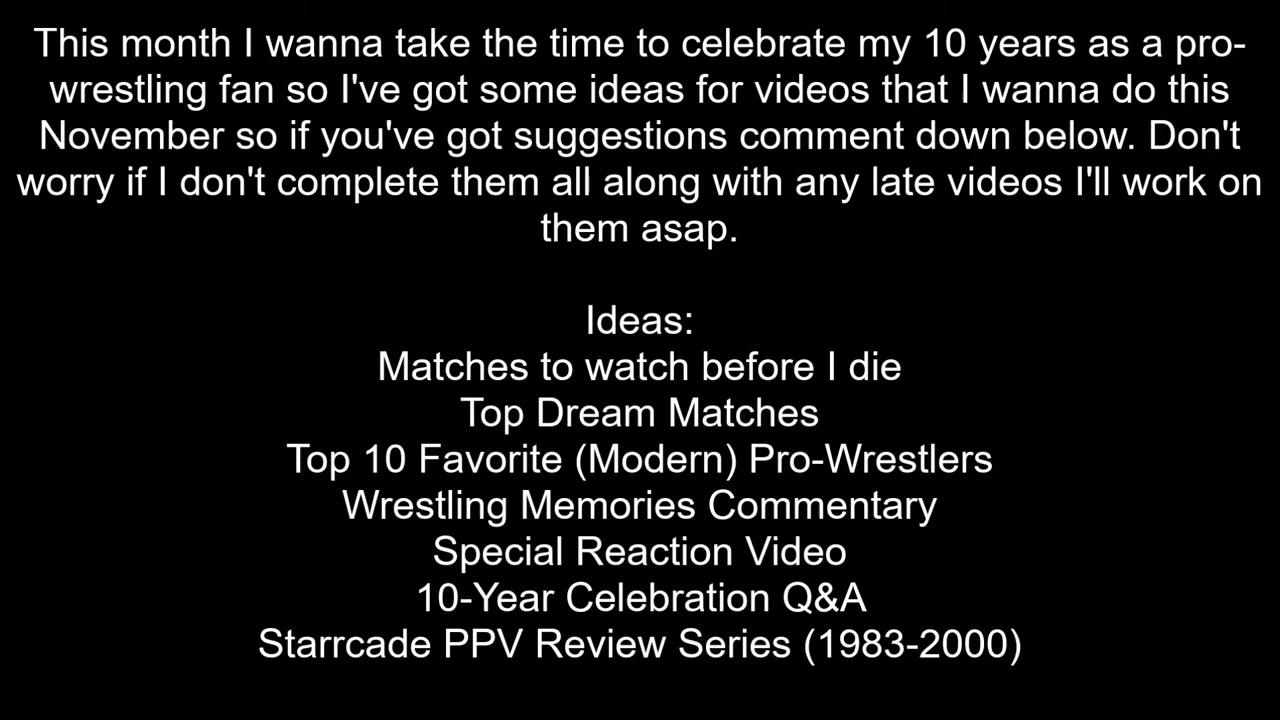 This month I wanna take the time to celebrate my 10 years as a pro-
wrestling fan so I've got some ideas for videos that I wanna do this
November so if you've got suggestions comment down below. Don't
worry if I don't complete them all along with any late videos I'll work on
them asap.
Ideas:
Matches to watch before I die
Top Dream Matches
Top 10 Favorite (Modern) Pro-Wrestlers
Wrestling Memories Commentary
Special Reaction Video
10-Year Celebration Q&A
Starrcade PPV Review Series (1983-2000)